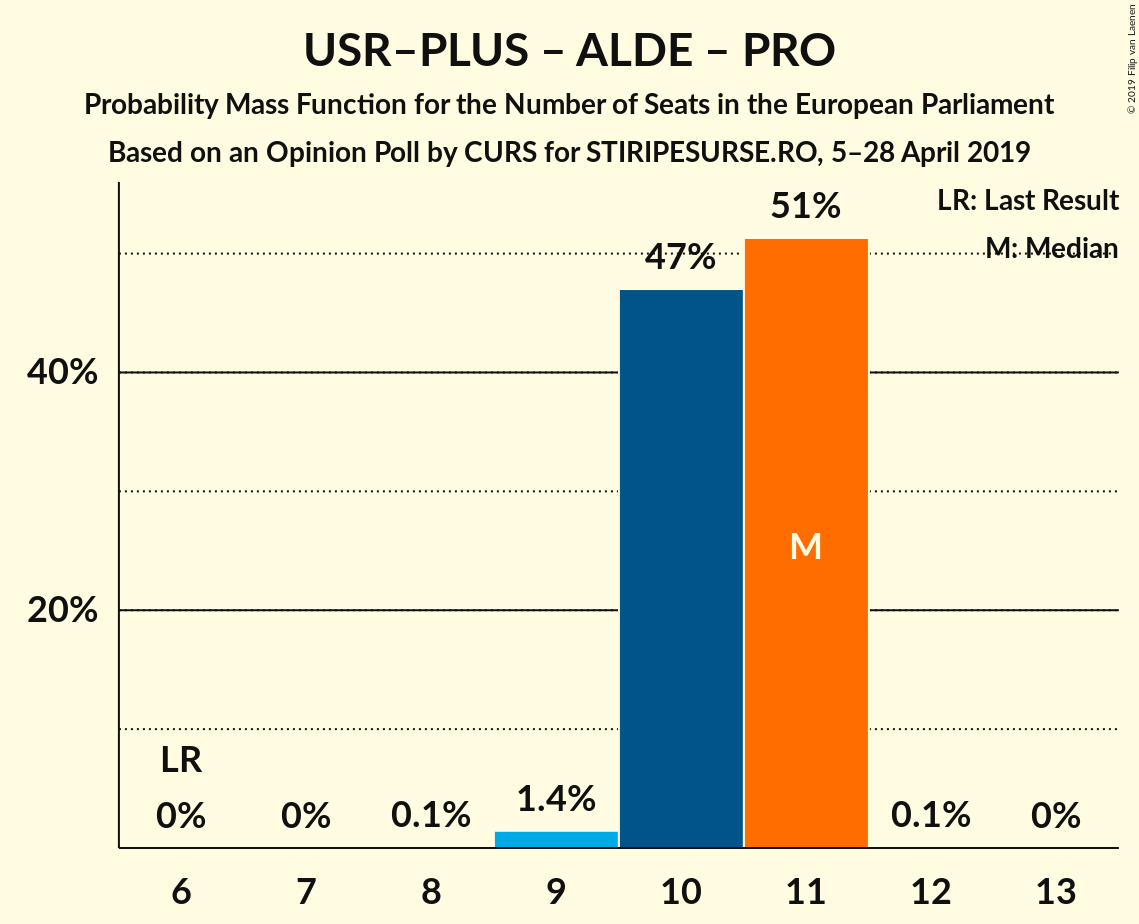 USR–PLUS – ALDE – PRO
Probability Mass Function for the Number of Seats in the European Parliament
Based on an Opinion Poll by CURS for STIRIPESURSE.RO, 5–28 April 2019
© 2019 Filip van Laenen
LR: Last Result
M: Median
51%
47%
40%
M
20%
LR
0%
0%
0.1%
1.4%
0.1%
0%
6 7 8 9 10 11 12 13